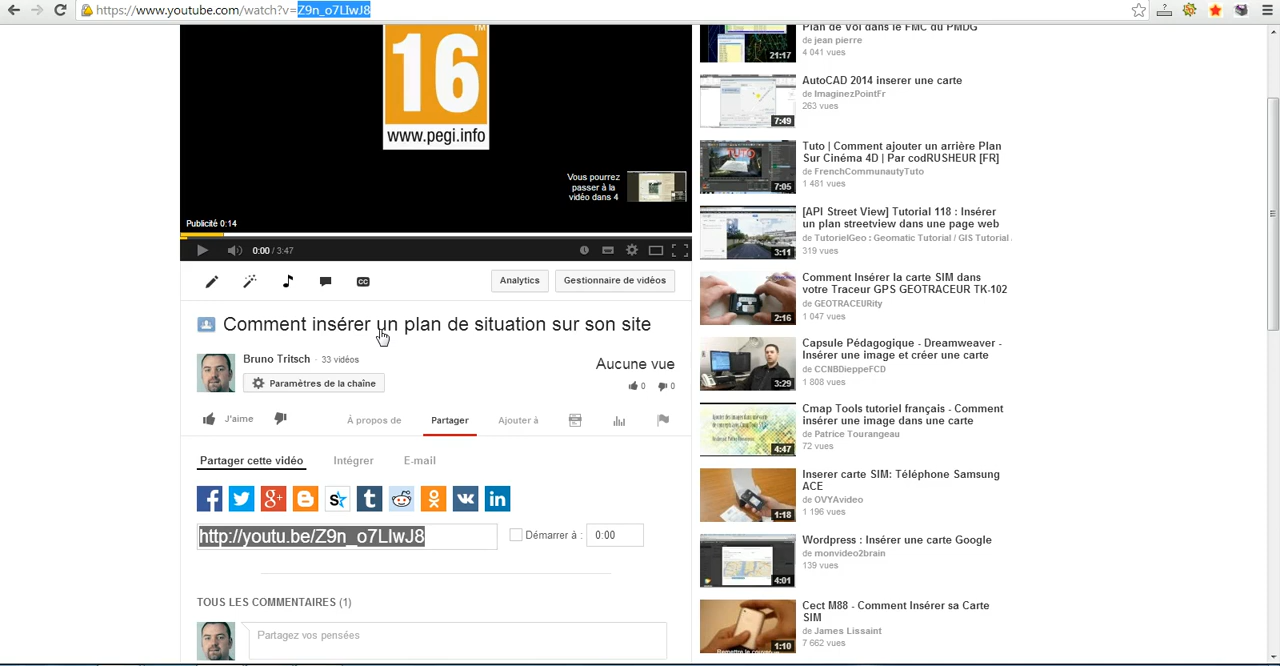 https://www.youtube.com/watch?v=Z9n_o7LIwJ8
16
TM
www.pegi.info
Vous pourrez
passer à la
vidéo dans 4
Publicité 0:14
0:00 / 3:47
CC
Analytics
Gestionnaire de vidéos
Comment insérer un plan de situation sur son site
Bruno Tritsch · 33 vidéos
Paramètres de la chaîne
Aucune vue
0
0
J'aime
À propos de
Partager
Ajouter à
Partager cette vidéo
Intégrer
E-mail
http://youtu.be/Z9n_o7LIwJ8
Démarrer à :
0:00
TOUS LES COMMENTAIRES (1)
Partagez vos pensées
Plan de Vol dans le FMC du PMDG
de jean pierre
4 041 vues
21:17
AutoCAD 2014 inserer une carte
de ImaginezPointFr
263 vues
7:49
Tuto | Comment ajouter un arrière Plan
Sur Cinéma 4D | Par codRUSHEUR [FR]
de FrenchCommunautyTuto
1 481 vues
TUTO
7:05
[API Street View] Tutorial 118 : Insérer
un plan streetview dans une page web
de TutorielGeo : Geomatic Tutorial / GIS Tutorial
319 vues
3:11
Comment Insérer la carte SIM dans
votre Traceur GPS GEOTRACEUR TK-102
de GEOTRACEURity
1 047 vues
2:16
Capsule Pédagogique - Dreamweaver -
Insérer une image et créer une carte
de CCNBDieppeFCD
1 808 vues
3:29
Cmap Tools tutoriel français - Comment
insérer une image dans une carte
de Patrice Tourangeau
72 vues
4:47
Inserer carte SIM: Téléphone Samsung
ACE
de OVYAvideo
1 196 vues
1:18
Wordpress : Insérer une carte Google
de monvideo2brain
139 vues
4:01
Cect M88 - Comment Insérer sa Carte
SIM
de James Lissaint
7 662 vues
1:10